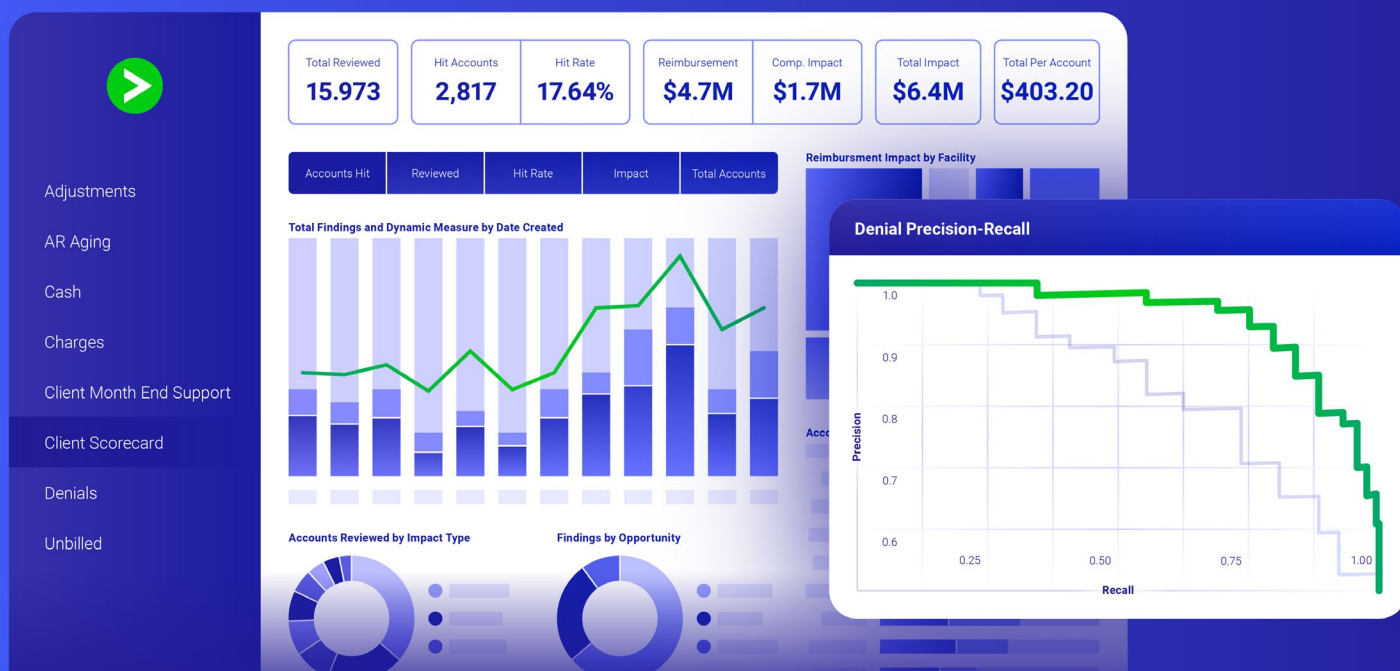 Adjustments
AR Aging
Cash
Charges
Client Month End Support
Client Scorecard
Denials
Unbilled
Total Reviewed
15.973
Hit Accounts
2,817
Hit Rate
17.64%
Reimbursement
$4.7M
Comp. Impact
$1.7M
Total Impact
$6.4M
Total Per Account
$403.20
Accounts Hit
Reviewed
Hit Rate
Impact
Total Accounts
Total Findings and Dynamic Measure by Date Created
Accounts Reviewed by Impact Type
Findings by Opportunity
Reimbursment Impact by Facility
Acco
Denial Precision-Recall
Precision
1.0
0.9
0.8
0.7
0.6
0.25
0.50
0.75
1.00
Recall